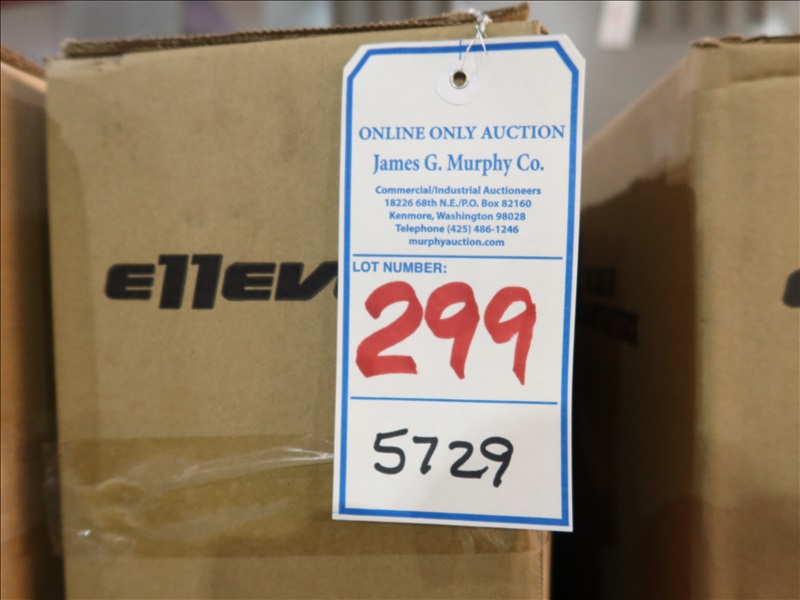 ONLINE ONLY AUCTION
James G. Murphy Co.
Commercial/Industrial Auctioneers
18226 68th N.E./P.O. Box 82160
Kenmore, Washington 98028
Telephone (425) 486-1246
murphyauction.com
LOT NUMBER:
299
5729